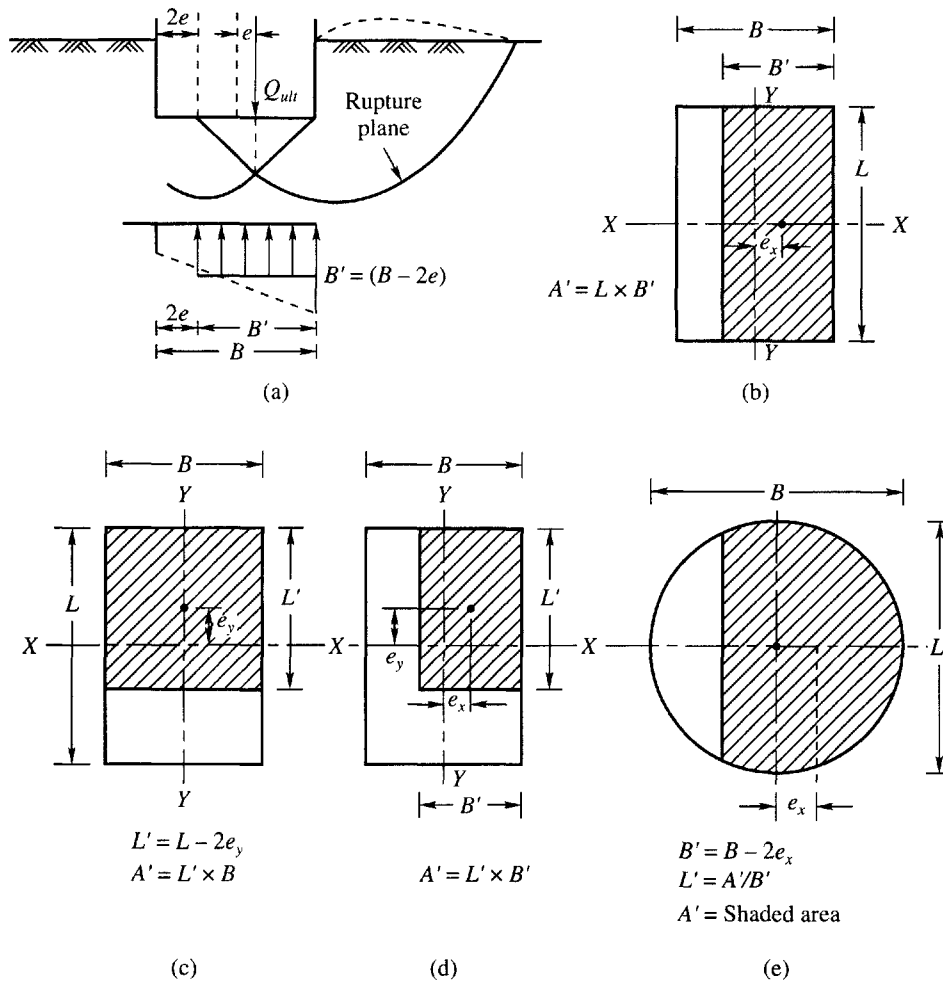 2e
e
Q_ult
Rupture
plane
B' = (B − 2e)
2e
B'
B
(a)
B
B'
Y
L
X
X
e_x
A' = L × B'
Y
(b)
B
Y
L
L'
e_y
X
Y
L' = L − 2e_y
A' = L' × B
(c)
B
Y
L'
X
X
e_y
e_x
Y
B'
A' = L' × B'
(d)
B
L
e_x
B' = B − 2e_x
L' = A'/B'
A' = Shaded area
(e)